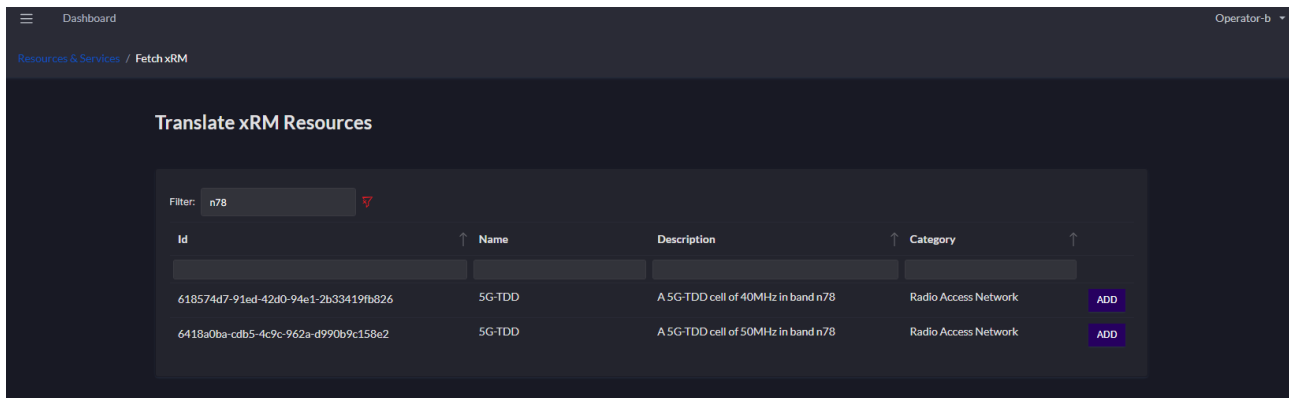 Dashboard Operator-b
Resources & Services / Fetch xRM
Translate xRM Resources
Filter: n78
Id Name Description Category
618574d7-91ed-42d0-94e1-2b33419fb826 5G-TDD A 5G-TDD cell of 40MHz in band n78 Radio Access Network ADD
6418a0ba-cdb5-4c9c-962a-d990b9c158e2 5G-TDD A 5G-TDD cell of 50MHz in band n78 Radio Access Network ADD